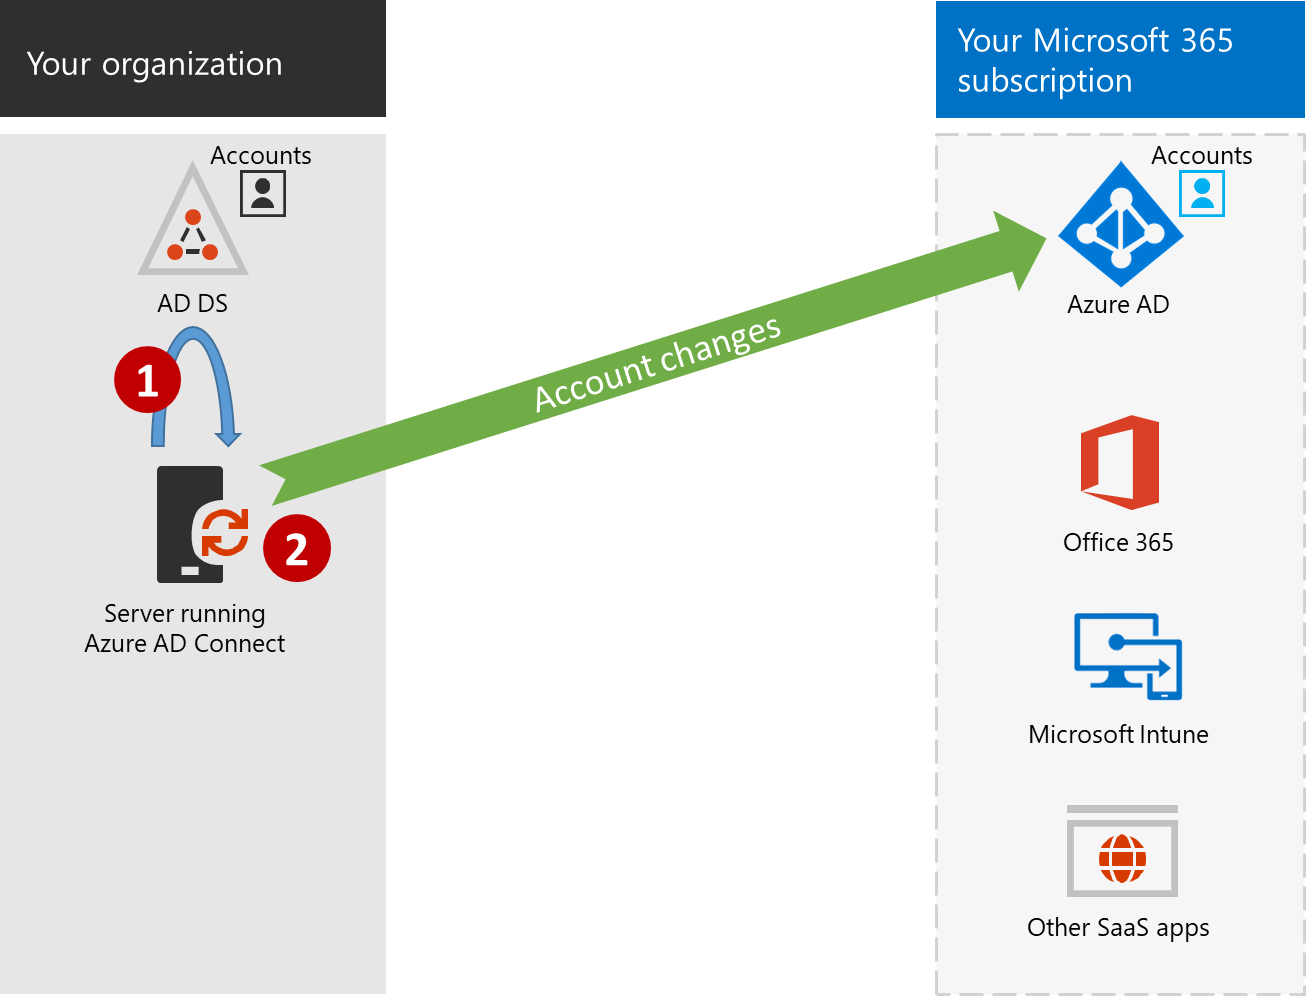 Your organization
Accounts
AD DS
1
2
Server running
Azure AD Connect
Account changes
Your Microsoft 365
subscription
Accounts
Azure AD
Office 365
Microsoft Intune
Other SaaS apps